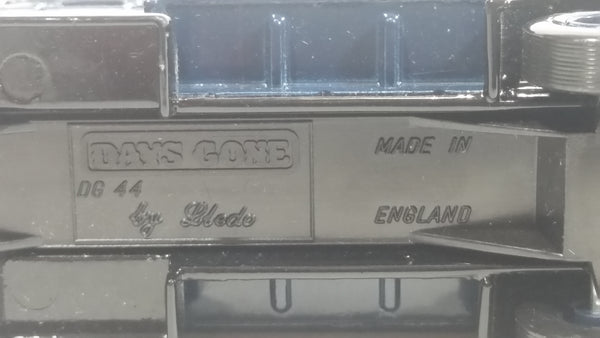 DAYS GONE
DG 44
by Lledo
MADE IN
ENGLAND